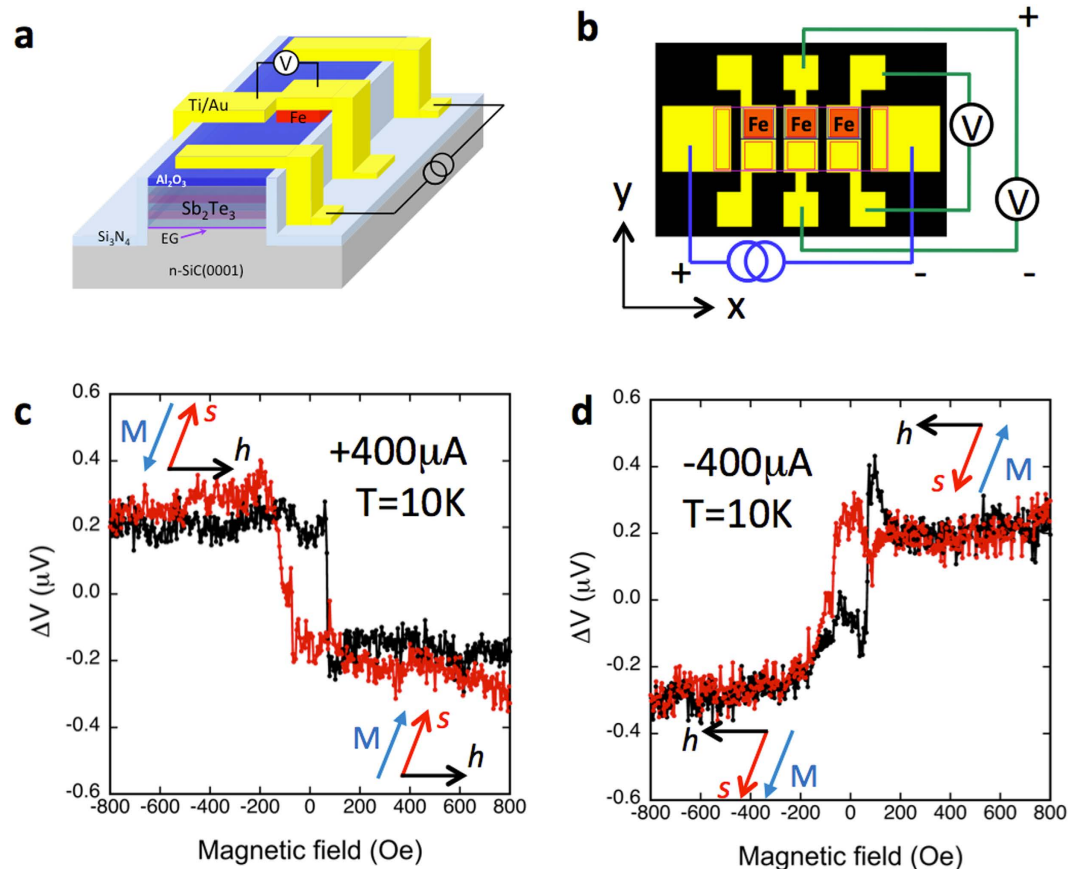 a
V
Ti/Au
Fe
Al₂O₃
Sb₂Te₃
Si₃N₄
EG
n-SiC(0001)
b
+
Fe Fe Fe
V
V
y
+ - -
x
c
0.6
0.4
0.2
0.0
-0.2
-0.4
-0.6
ΔV (μV)
M s
h
+400μA
T=10K
M s
h
-800 -400 -200 0 200 400 600 800
Magnetic field (Oe)
d
0.6
0.4
0.2
0.0
-0.2
-0.4
-0.6
ΔV (μV)
-400μA
T=10K
h
s M
h
s M
-800 -600 -400 -200 0 200 400 600 800
Magnetic field (Oe)